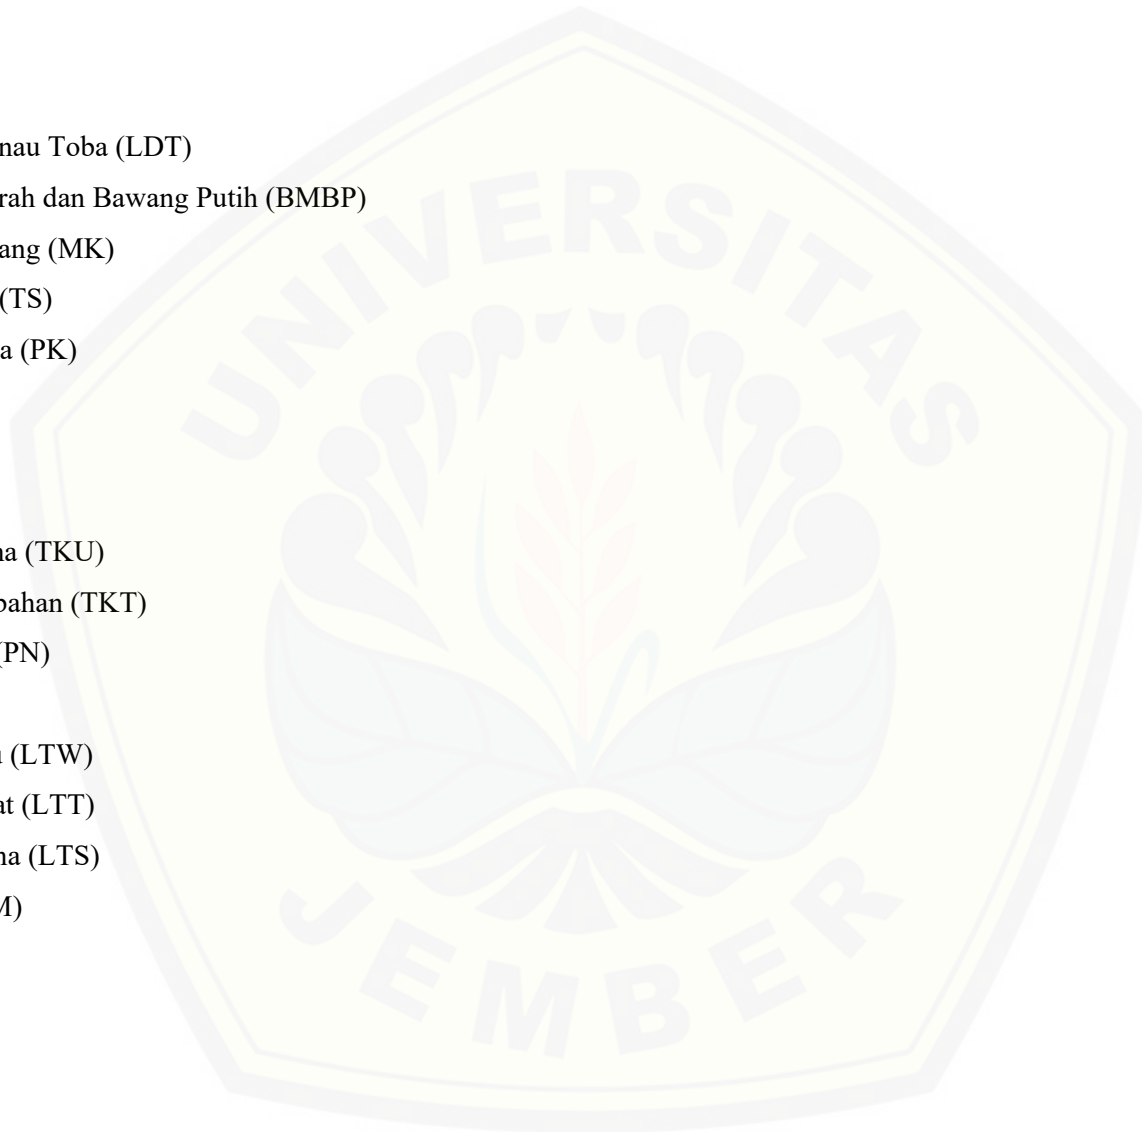 nau Toba (LDT)
rah dan Bawang Putih (BMBP)
ang (MK)
(TS)
a (PK)
na (TKU)
bahan (TKT)
(PN)
(LTW)
at (LTT)
na (LTS)
M)
UNIVERSITAS
JEMBER